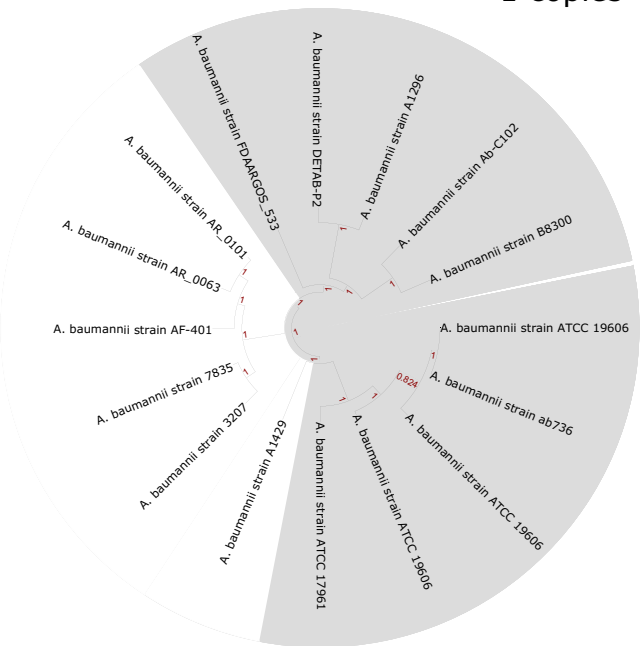 A. baumannii strain FDAARGOS_533
A. baumannii strain DETAB-P2
A. baumannii strain A1296
A. baumannii strain Ab-C102
A. baumannii strain B8300
A. baumannii strain ATCC 19606
A. baumannii strain ab736
A. baumannii strain ATCC 19606
A. baumannii strain ATCC 19606
A. baumannii strain ATCC 17961
A. baumannii strain A1429
A. baumannii strain 3207
A. baumannii strain 7835
A. baumannii strain AF-401
A. baumannii strain AR_0063
A. baumannii strain AR_0101
1
1
1
1
1
1
1
1
1
1
1
1
1
1
0.824